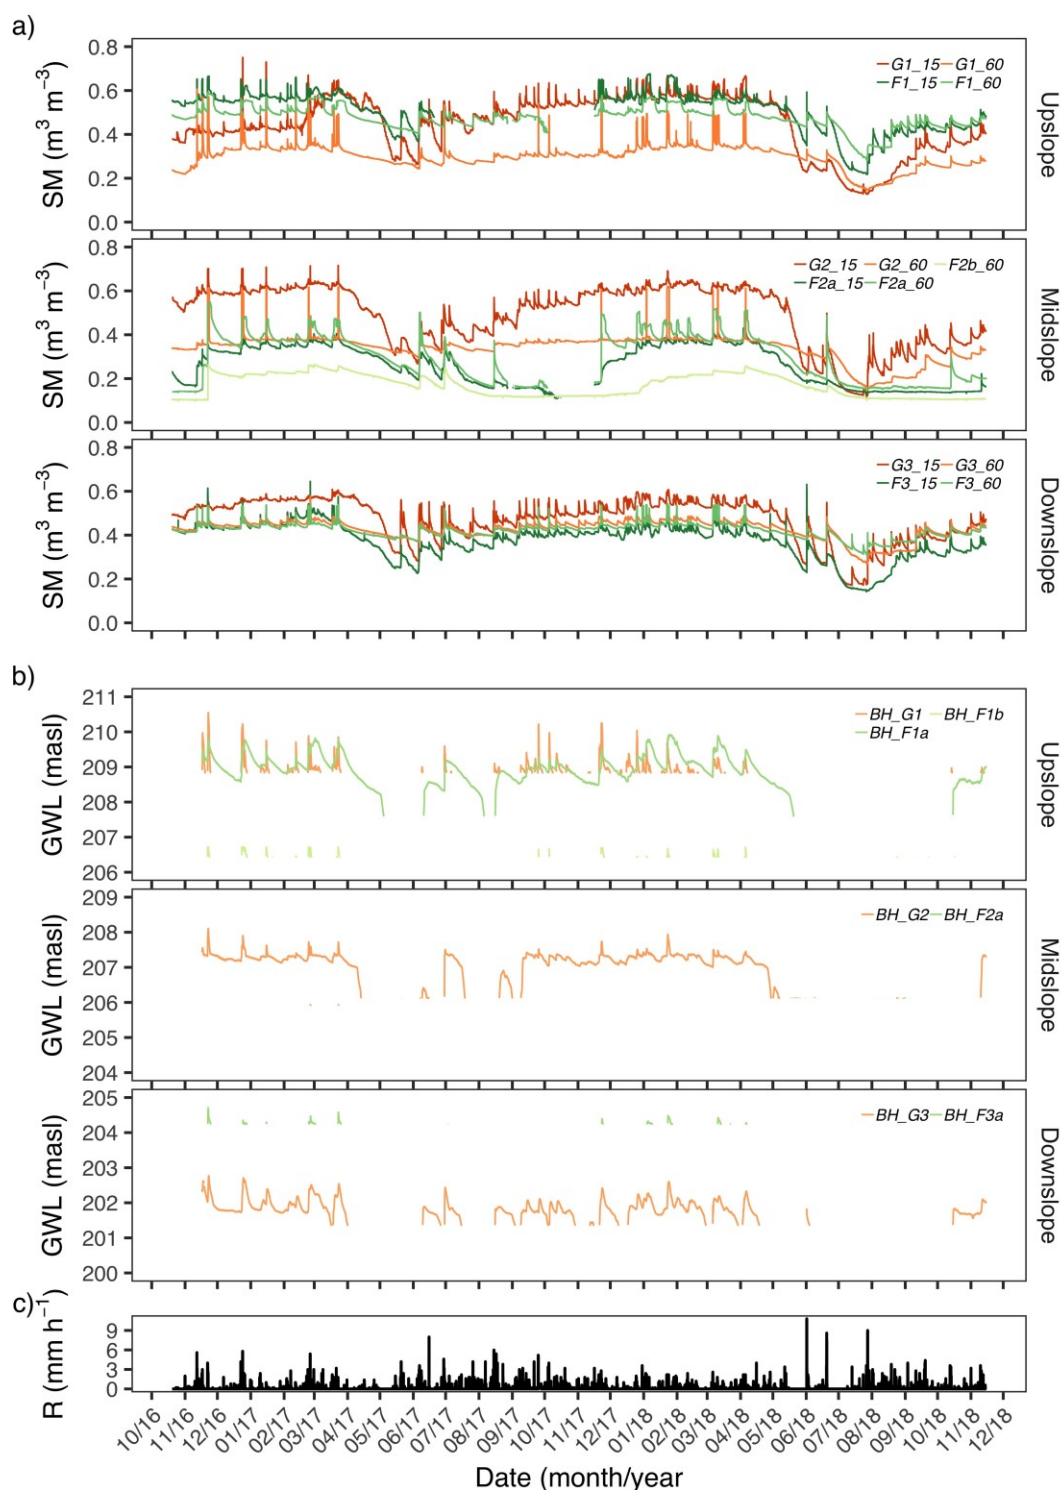 a)
SM (m³ m⁻³)
0.8
0.6
0.4
0.2
0.0
G1_15 G1_60
F1_15 F1_60
Upslope
SM (m³ m⁻³)
0.8
0.6
0.4
0.2
0.0
G2_15 G2_60 F2b_60
F2a_15 F2a_60
Midslope
SM (m³ m⁻³)
0.8
0.6
0.4
0.2
0.0
G3_15 G3_60
F3_15 F3_60
Downslope
b)
GWL (masl)
211
210
209
208
207
206
BH_G1 BH_F1b
BH_F1a
Upslope
GWL (masl)
209
208
207
206
205
204
BH_G2 BH_F2a
Midslope
GWL (masl)
205
204
203
202
201
200
BH_G3 BH_F3a
Downslope
c)
R (mm h⁻¹)
9
6
3
0
10/16 11/16 12/16 01/17 02/17 03/17 04/17 05/17 06/17 07/17 08/17 09/17 10/17 11/17 12/17 01/18 02/18 03/18 04/18 05/18 06/18 07/18 08/18 09/18 10/18 11/18 12/18
Date (month/year